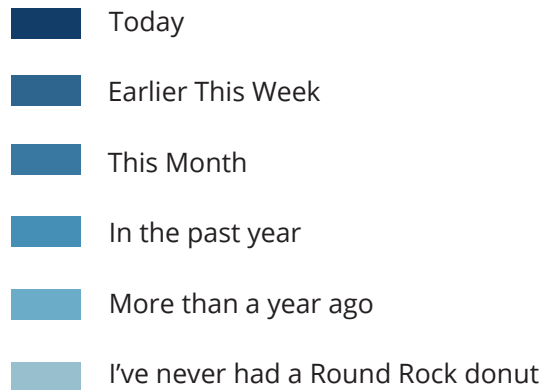 Today
Earlier This Week
This Month
In the past year
More than a year ago
I’ve never had a Round Rock donut